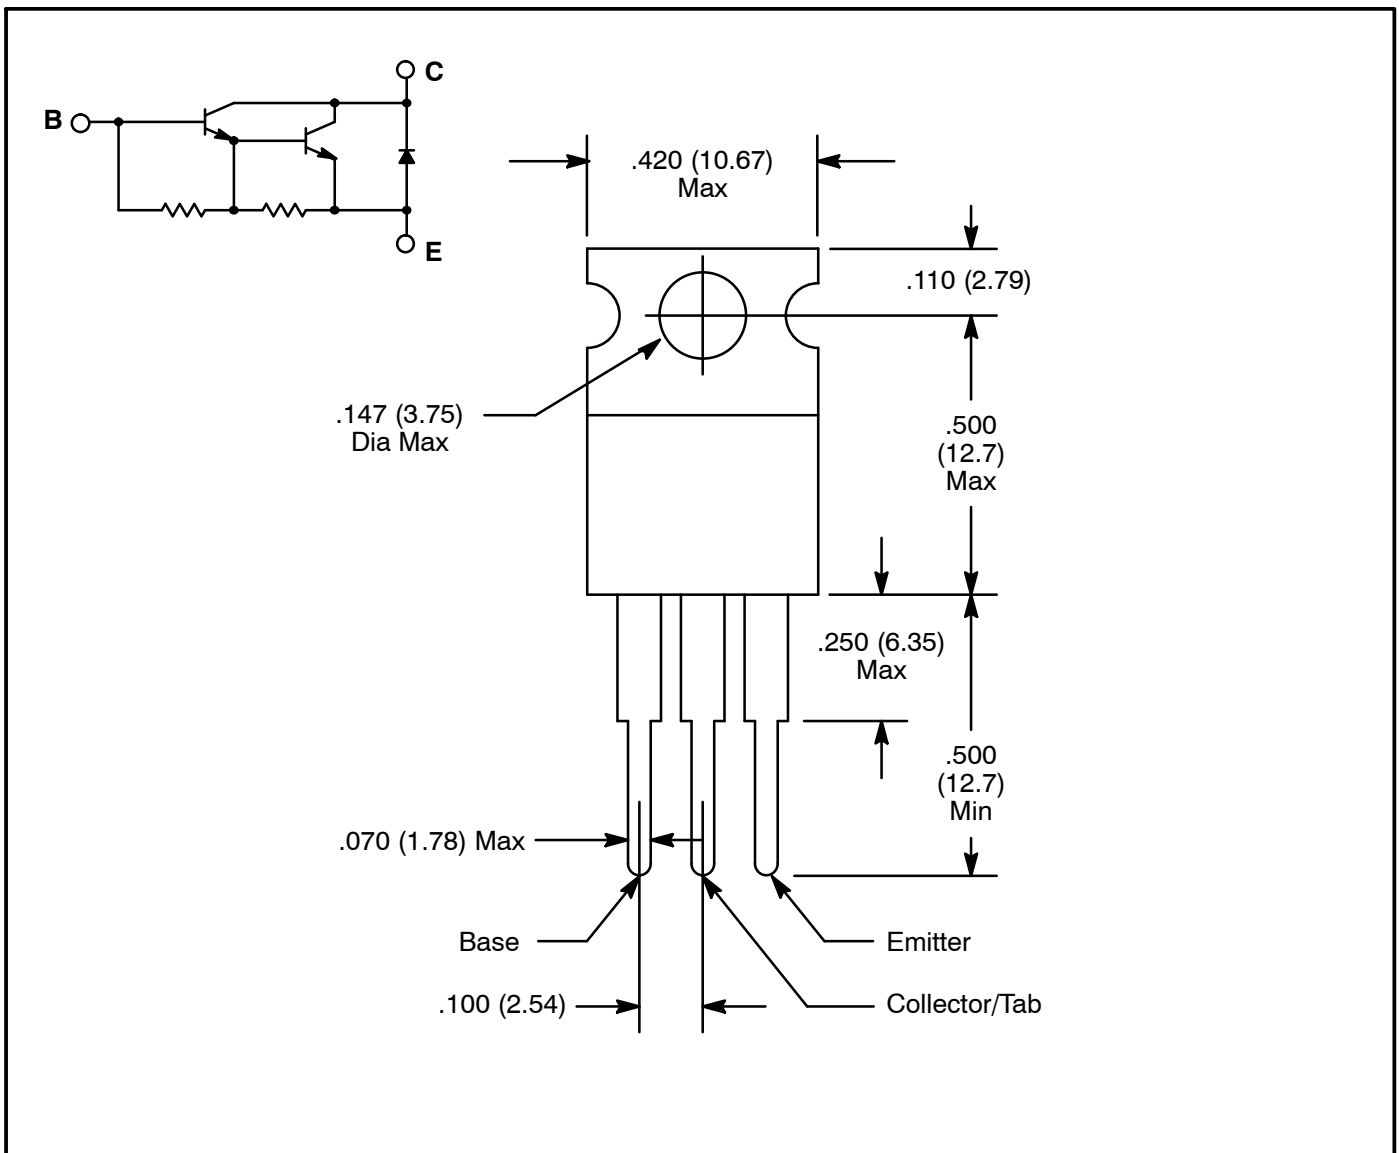 C
B
E
.420 (10.67)
Max
.110 (2.79)
.147 (3.75)
Dia Max
.500
(12.7)
Max
.250 (6.35)
Max
.500
(12.7)
Min
.070 (1.78) Max
Base
Emitter
.100 (2.54)
Collector/Tab